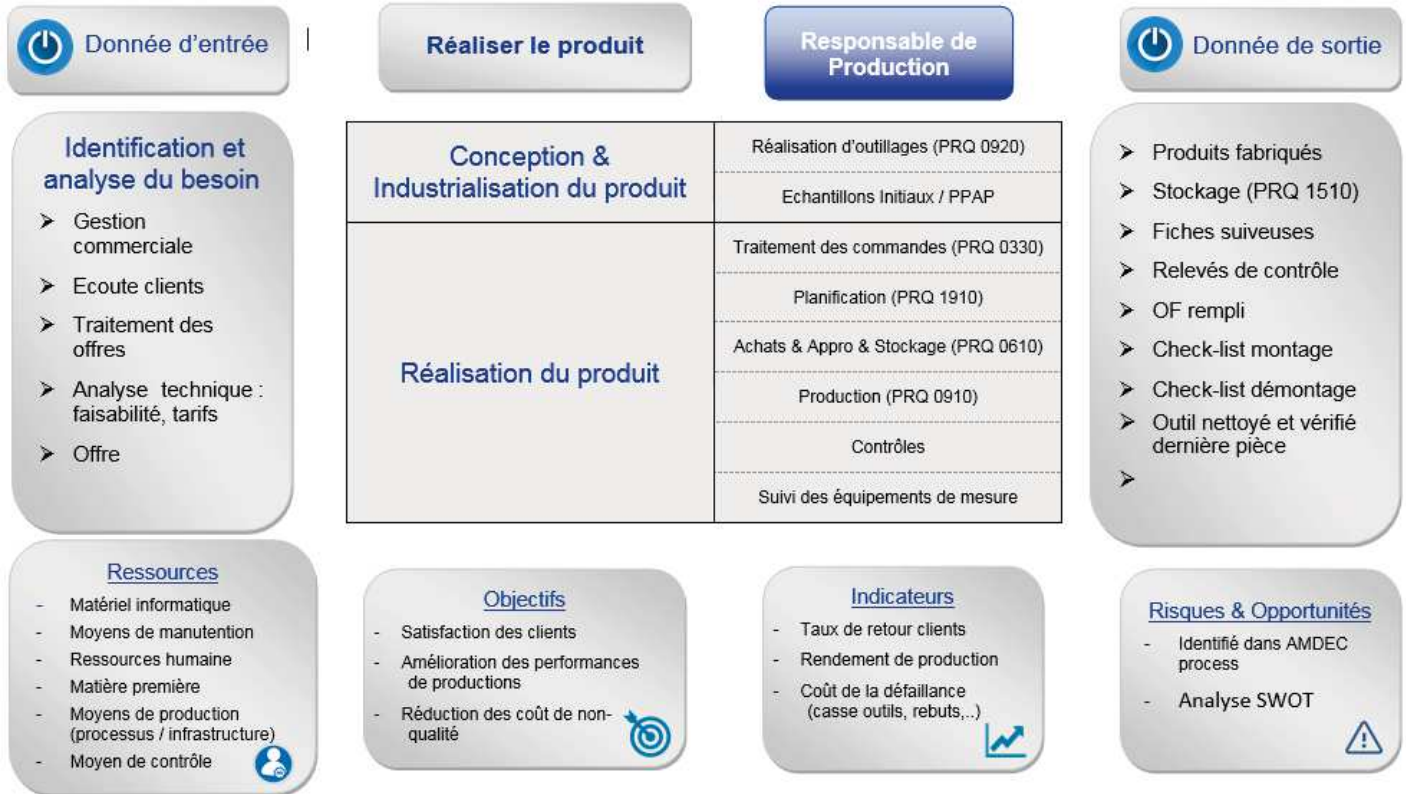 Donnée d'entrée
Réaliser le produit
Responsable de
Production
Donnée de sortie
Identification et
analyse du besoin
➢ Gestion
commerciale
➢ Ecoute clients
➢ Traitement des
offres
➢ Analyse technique :
faisabilité, tarifs
➢ Offre
Conception &
Industrialisation du produit
Réalisation d'outillages (PRQ 0920)
Echantillons Initiaux / PPAP
Réalisation du produit
Traitement des commandes (PRQ 0330)
Planification (PRQ 1910)
Achats & Appro & Stockage (PRQ 0610)
Production (PRQ 0910)
Contrôles
Suivi des équipements de mesure
➢ Produits fabriqués
➢ Stockage (PRQ 1510)
➢ Fiches suiveuses
➢ Relevés de contrôle
➢ OF rempli
➢ Check-list montage
➢ Check-list démontage
➢ Outil nettoyé et vérifié
dernière pièce
➢
Ressources
- Matériel informatique
- Moyens de manutention
- Ressources humaine
- Matière première
- Moyens de production
(processus / infrastructure)
- Moyen de contrôle
Objectifs
- Satisfaction des clients
- Amélioration des performances
de productions
- Réduction des coût de non-
qualité
Indicateurs
- Taux de retour clients
- Rendement de production
- Coût de la défaillance
(casse outils, rebuts,..)
Risques & Opportunités
- Identifié dans AMDEC
process
- Analyse SWOT